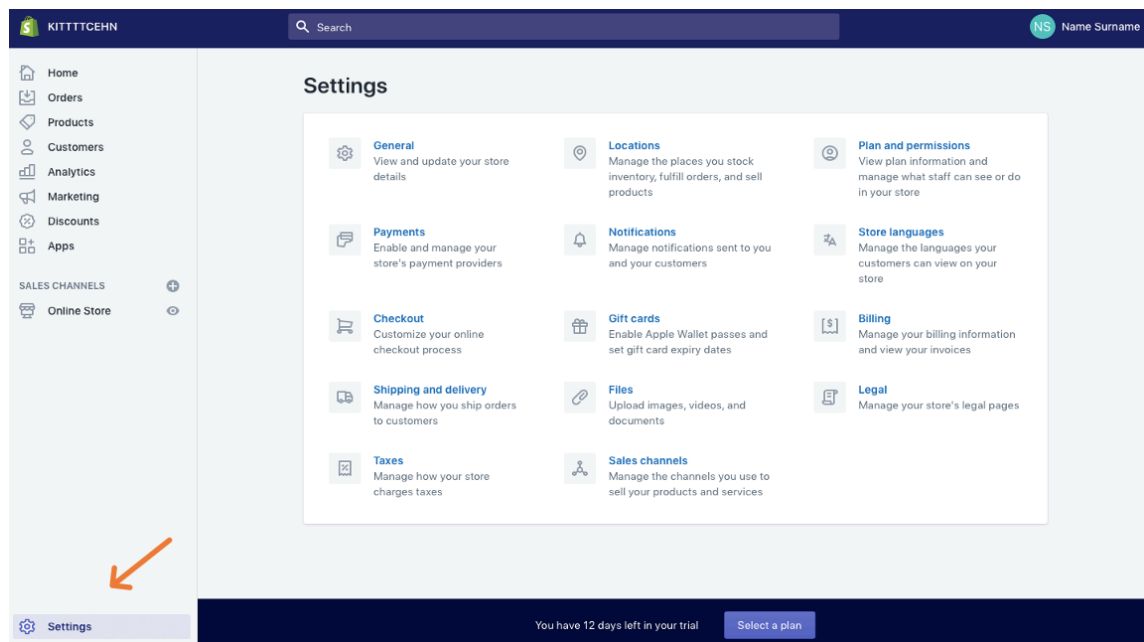 KITTTTCEHN
Search
NS Name Surname
Home
Orders
Products
Customers
Analytics
Marketing
Discounts
Apps
SALES CHANNELS
Online Store
Settings
Settings
General
View and update your store
details
Locations
Manage the places you stock
inventory, fulfill orders, and sell
products
Plan and permissions
View plan information and
manage what staff can see or do
in your store
Payments
Enable and manage your
store's payment providers
Notifications
Manage notifications sent to you
and your customers
Store languages
Manage the languages your
customers can view on your
store
Checkout
Customize your online
checkout process
Gift cards
Enable Apple Wallet passes and
set gift card expiry dates
Billing
Manage your billing information
and view your invoices
Shipping and delivery
Manage how you ship orders
to customers
Files
Upload images, videos, and
documents
Legal
Manage your store's legal pages
Taxes
Manage how your store
charges taxes
Sales channels
Manage the channels you use to
sell your products and services
You have 12 days left in your trial
Select a plan